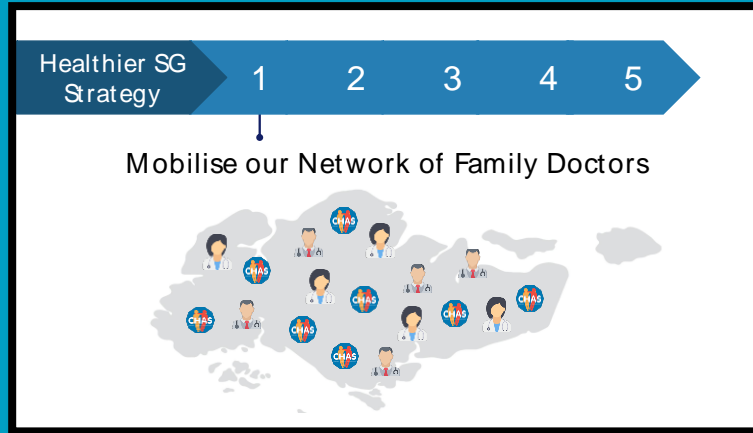 Healthier SG
Strategy
1 2 3 4 5
Mobilise our Network of Family Doctors
CHAS
CHAS
CHAS
CHAS
CHAS
CHAS
CHAS
CHAS